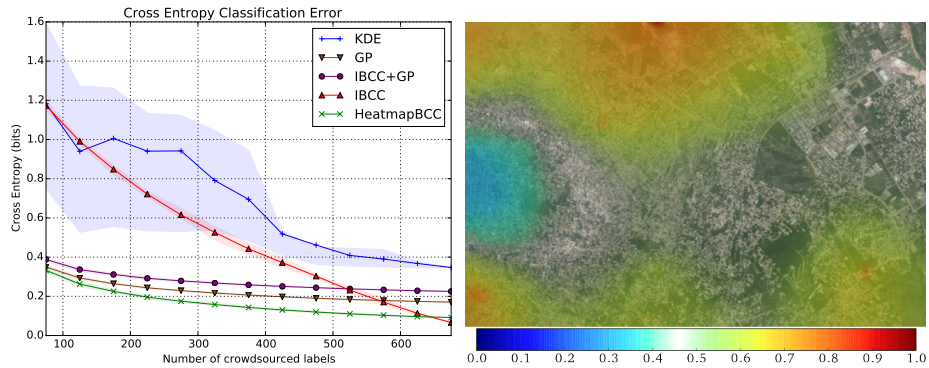 Cross Entropy Classification Error
1.6
1.4
1.2
1.0
0.8
0.6
0.4
0.2
0.0
Cross Entropy (bits)
100
200
300
400
500
600
Number of crowdsourced labels
KDE
GP
IBCC+GP
IBCC
HeatmapBCC
0.0 0.1 0.2 0.3 0.4 0.5 0.6 0.7 0.8 0.9 1.0